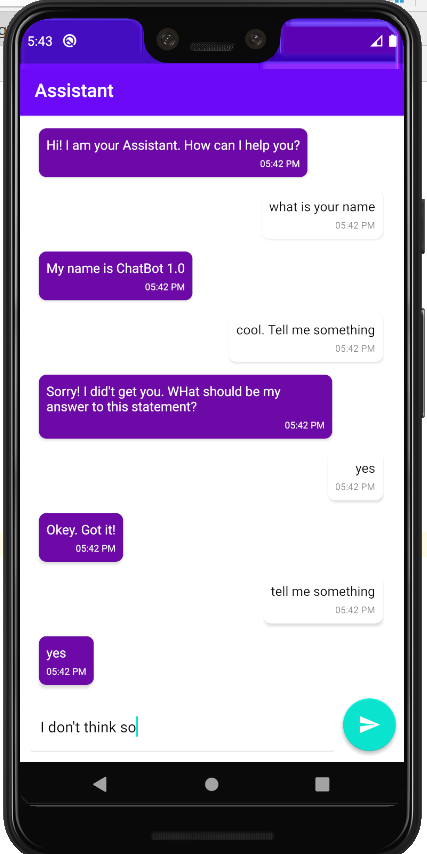 5:43
Assistant
Hi! I am your Assistant. How can I help you?
05:42 PM
what is your name
05:42 PM
My name is ChatBot 1.0
05:42 PM
cool. Tell me something
05:42 PM
Sorry! I did't get you. WHat should be my
answer to this statement?
05:42 PM
yes
05:42 PM
Okey. Got it!
05:42 PM
tell me something
05:42 PM
yes
05:42 PM
I don't think so